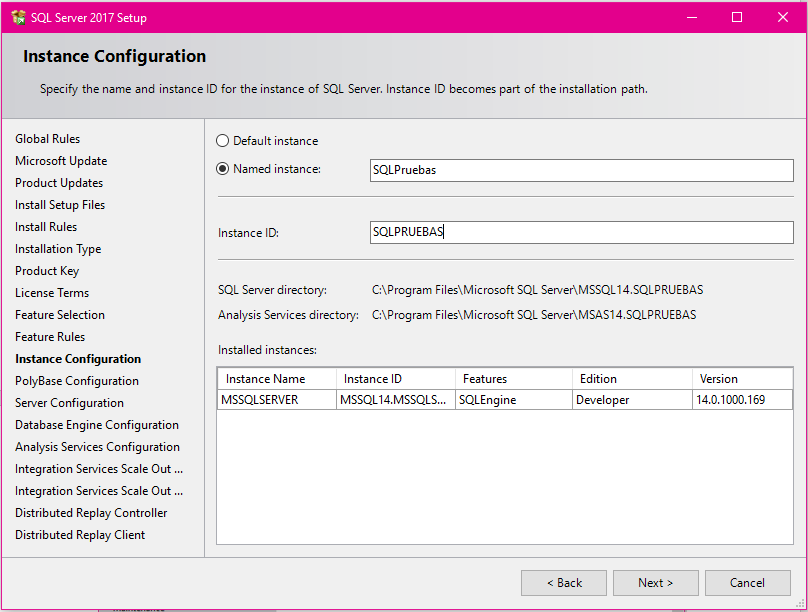 SQL Server 2017 Setup
Instance Configuration
Specify the name and instance ID for the instance of SQL Server. Instance ID becomes part of the installation path.
Global Rules
Microsoft Update
Product Updates
Install Setup Files
Install Rules
Installation Type
Product Key
License Terms
Feature Selection
Feature Rules
Instance Configuration
PolyBase Configuration
Server Configuration
Database Engine Configuration
Analysis Services Configuration
Integration Services Scale Out ...
Integration Services Scale Out ...
Distributed Replay Controller
Distributed Replay Client
Default instance
Named instance: SQLPruebas
Instance ID: SQLPRUEBAS
SQL Server directory: C:\Program Files\Microsoft SQL Server\MSSQL14.SQLPRUEBAS
Analysis Services directory: C:\Program Files\Microsoft SQL Server\MSAS14.SQLPRUEBAS
Installed instances:
Instance Name Instance ID Features Edition Version
MSSQLSERVER MSSQL14.MSSQLS... SQLEngine Developer 14.0.1000.169
< Back Next > Cancel